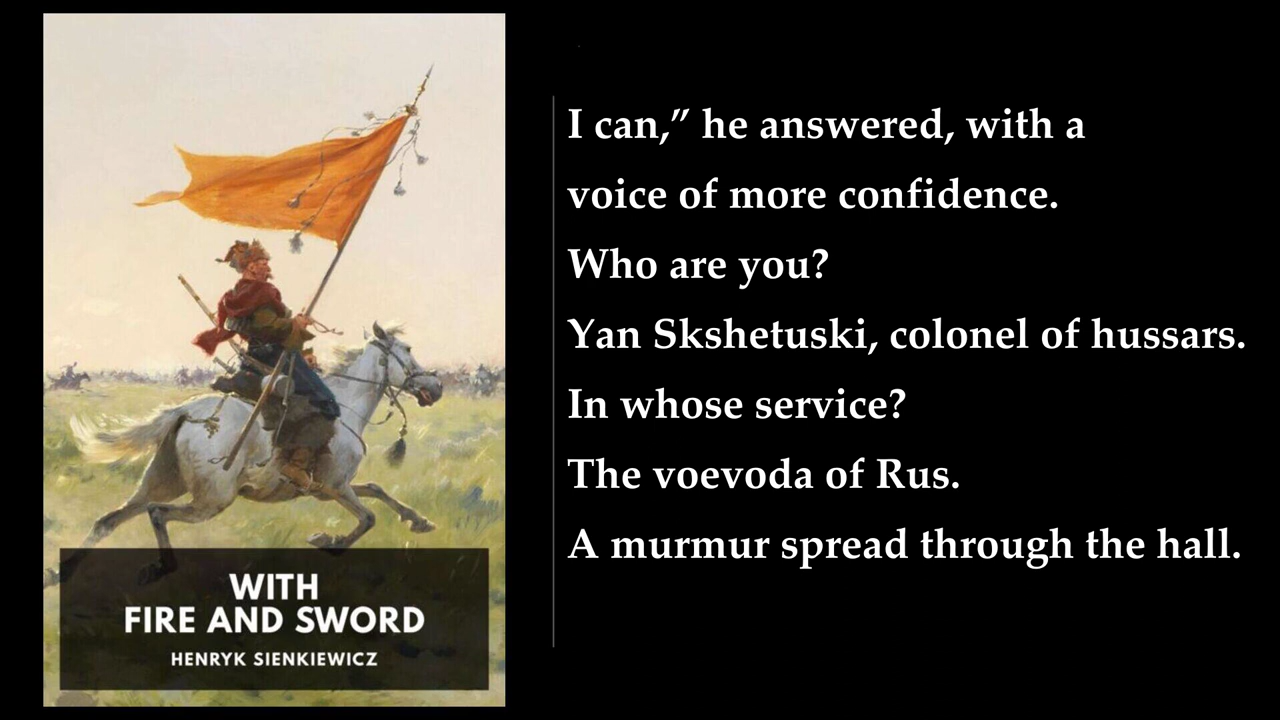 WITH
FIRE AND SWORD
HENRYK SIENKIEWICZ
I can,” he answered, with a
voice of more confidence.
Who are you?
Yan Skshetuski, colonel of hussars.
In whose service?
The voevoda of Rus.
A murmur spread through the hall.